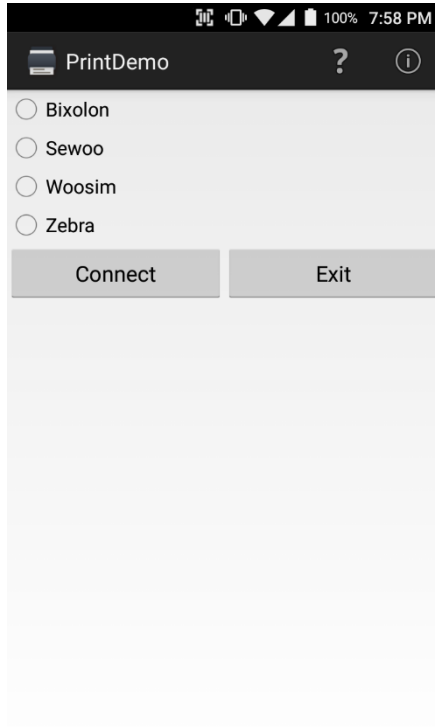 100% 7:58 PM
PrintDemo ? i
Bixolon
Sewoo
Woosim
Zebra
Connect Exit